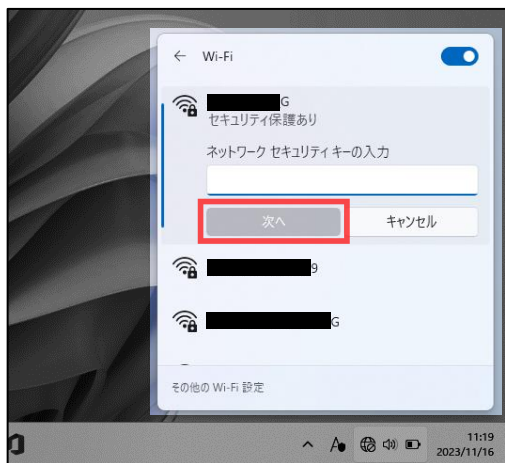 ← Wi-Fi
G
セキュリティ保護あり
ネットワーク セキュリティ キーの入力
次へ
キャンセル
9
G
その他の Wi-Fi 設定
A
11:19
2023/11/16